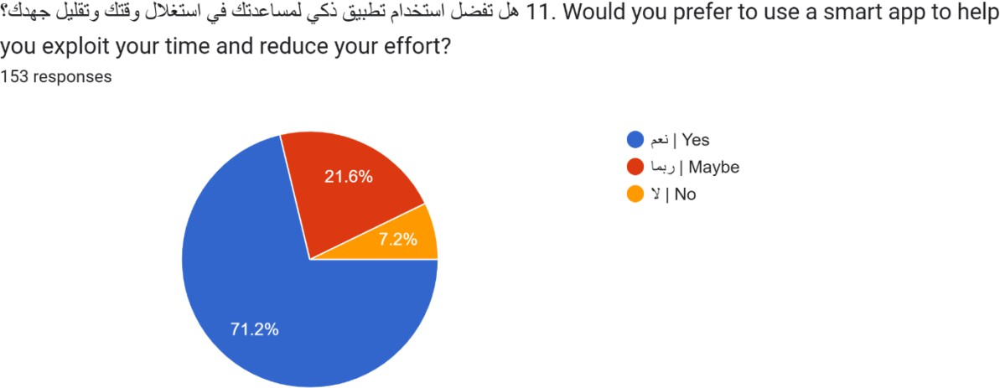 هل تفضل استخدام تطبيق ذكي لمساعدتك في استغلال وقتك وتقليل جهدك؟ 11. Would you prefer to use a smart app to help
you exploit your time and reduce your effort?
153 responses
21.6%
7.2%
71.2%
نعم | Yes
ربما | Maybe
لا | No